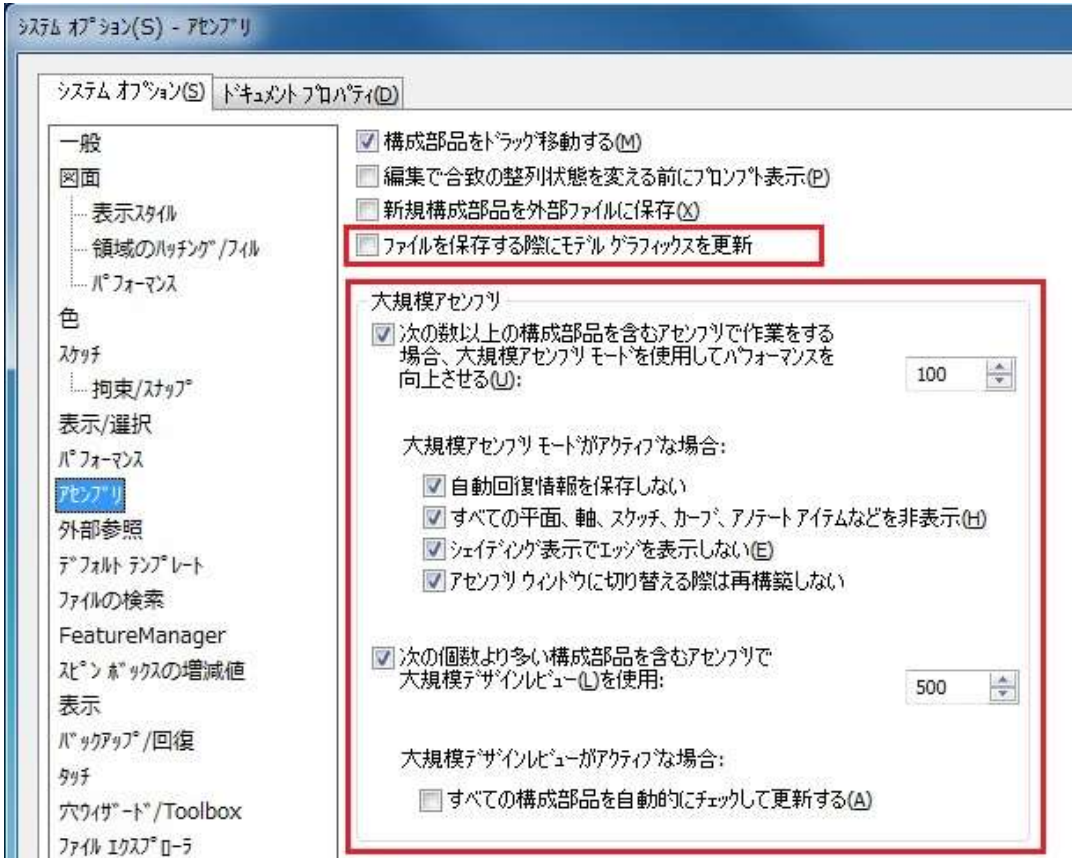 システム オプション(S) - アセンブリ
システム オプション(S) ドキュメント プロパティ(D)
一般
図面
表示スタイル
領域のハッチング/フィル
パフォーマンス
色
スケッチ
拘束/スナップ
表示/選択
パフォーマンス
アセンブリ
外部参照
デフォルト テンプレート
ファイルの検索
FeatureManager
スピン ボックスの増減値
表示
バックアップ/回復
タッチ
穴ウィザード/Toolbox
ファイル エクスプローラ
構成部品をドラッグ移動する(M)
編集で合致の整列状態を変える前にプロンプト表示(P)
新規構成部品を外部ファイルに保存(X)
ファイルを保存する際にモデル グラフィックスを更新
大規模アセンブリ
次の数以上の構成部品を含むアセンブリで作業をする
場合、大規模アセンブリ モードを使用してパフォーマンスを
向上させる(U):
100
大規模アセンブリ モードがアクティブな場合:
自動回復情報を保存しない
すべての平面、軸、スケッチ、カーブ、アノテート アイテムなどを非表示(H)
シェイディング表示でエッジを表示しない(E)
アセンブリ ウィンドウに切り替える際は再構築しない
次の個数より多い構成部品を含むアセンブリで
大規模デザインレビュー(L)を使用:
500
大規模デザインレビューがアクティブな場合:
すべての構成部品を自動的にチェックして更新する(A)